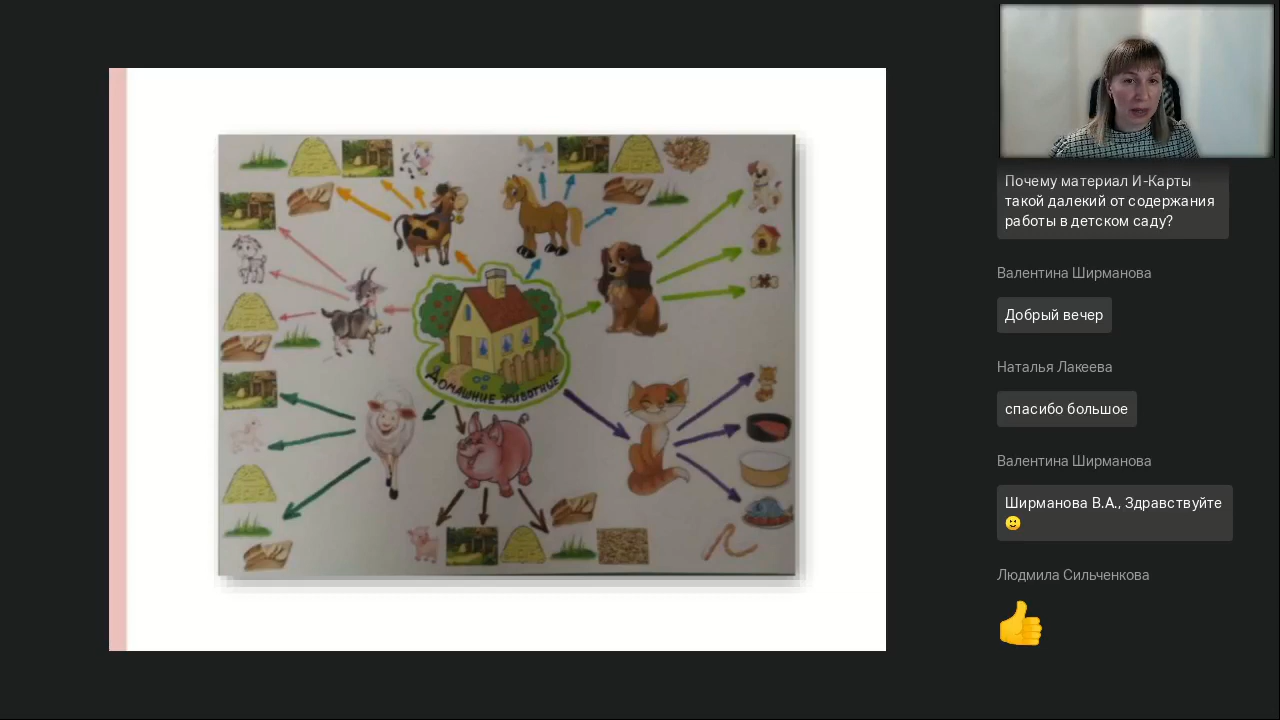 Домашние животные
Почему материал И-Карты
такой далекий от содержания
работы в детском саду?
Валентина Ширманова
Добрый вечер
Наталья Лакеева
спасибо большое
Валентина Ширманова
Ширманова В.А., Здравствуйте
🙂
Людмила Сильченкова
👍